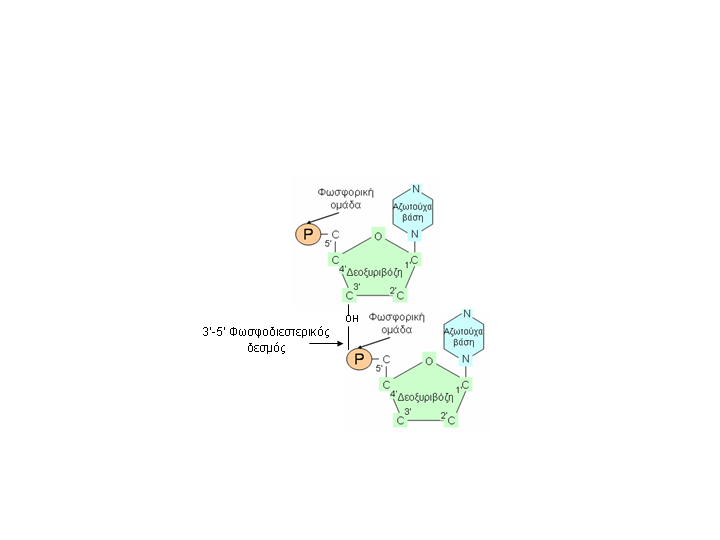 Φωσφορική
ομάδα
N
Αζωτούχα
βάση
N
P
C
5'
O
C
4'
Δεοξυριβόζη
1'
C
3'
2'
C
C
OH
Φωσφορική
ομάδα
3'-5' Φωσφοδιεστερικός
δεσμός
N
Αζωτούχα
βάση
N
P
C
5'
O
C
4'
Δεοξυριβόζη
1'
C
3'
2'
C
C